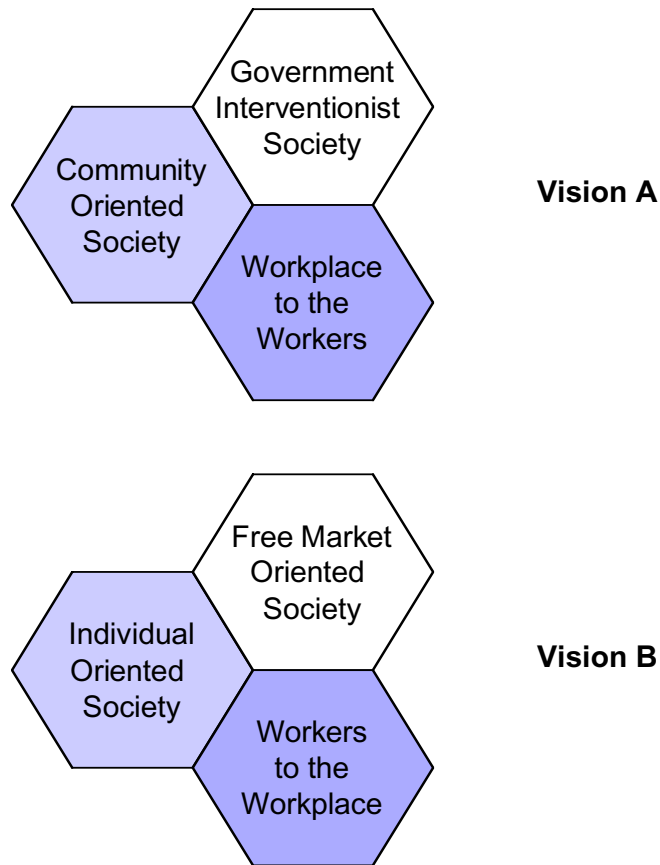 Government
Interventionist
Society
Community
Oriented
Society
Vision A
Workplace
to the
Workers
Free Market
Oriented
Society
Individual
Oriented
Society
Vision B
Workers
to the
Workplace